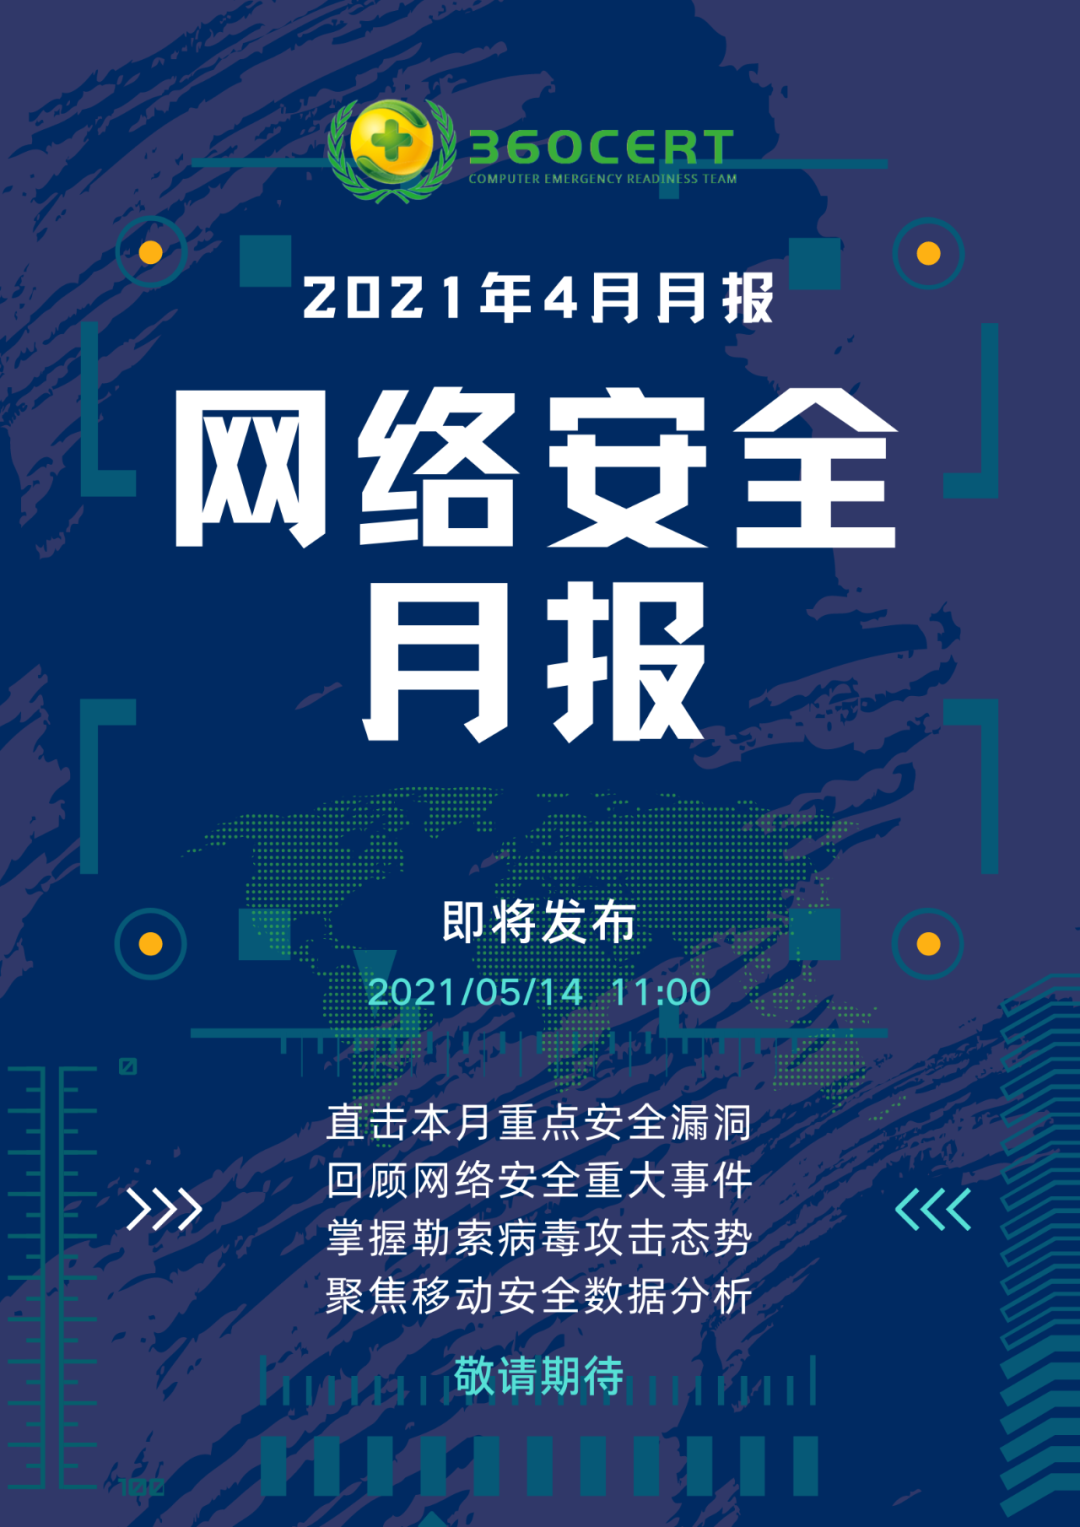 360CERT
COMPUTER EMERGENCY READINESS TEAM
2021年4月月报
网络安全
月报
即将发布
2021/05/14 11:00
0
直击本月重点安全漏洞
回顾网络安全重大事件
掌握勒索病毒攻击态势
聚焦移动安全数据分析
敬请期待
100